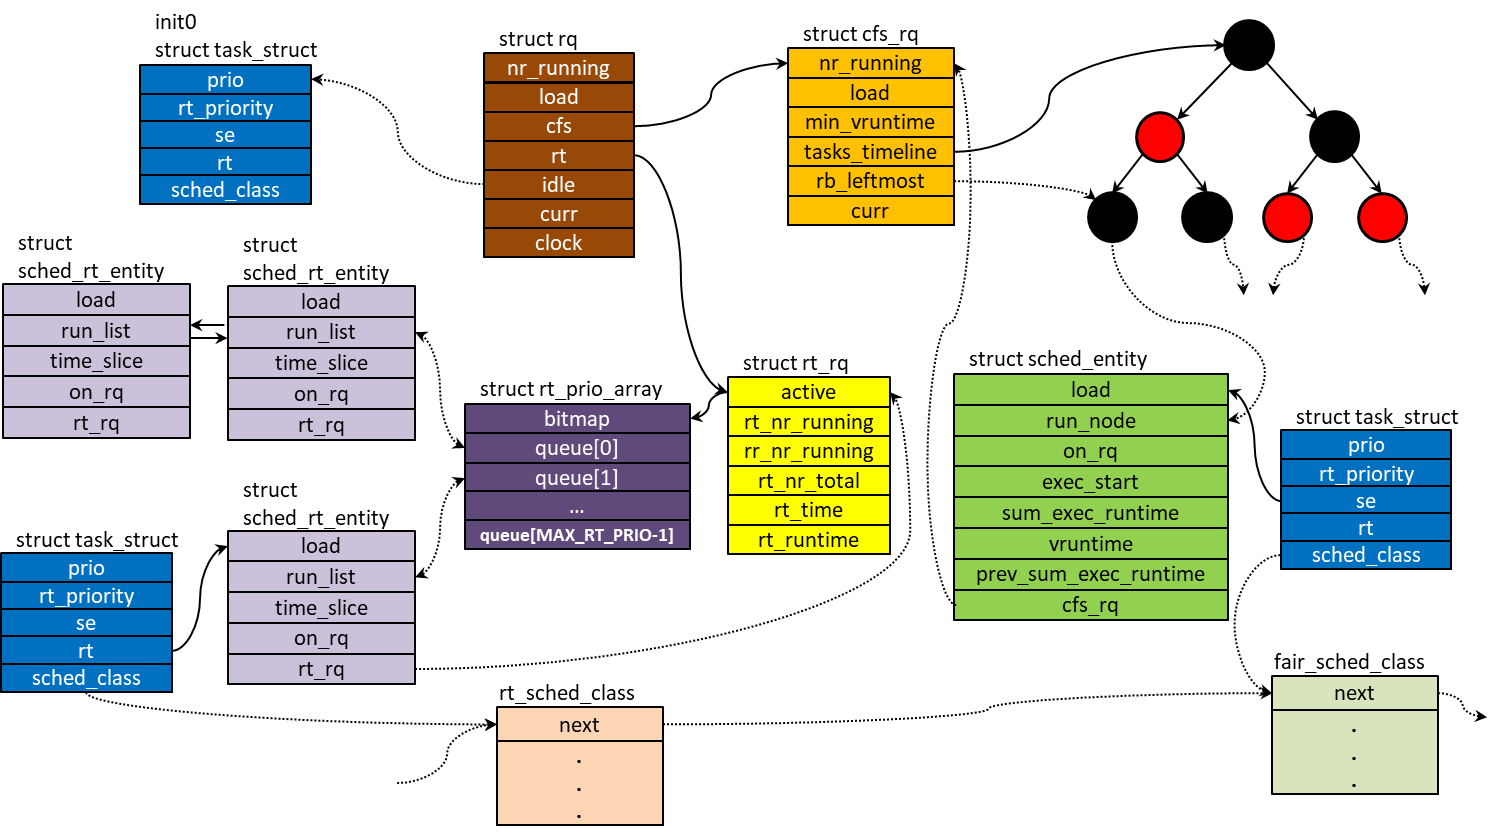 init0
struct task_struct
prio
rt_priority
se
rt
sched_class
struct rq
nr_running
load
cfs
rt
idle
curr
clock
struct cfs_rq
nr_running
load
min_vruntime
tasks_timeline
rb_leftmost
curr
struct
sched_rt_entity
load
run_list
time_slice
on_rq
rt_rq
struct
sched_rt_entity
load
run_list
time_slice
on_rq
rt_rq
struct rt_prio_array
bitmap
queue[0]
queue[1]
...
queue[MAX_RT_PRIO-1]
struct rt_rq
active
rt_nr_running
rr_nr_running
rt_nr_total
rt_time
rt_runtime
struct sched_entity
load
run_node
on_rq
exec_start
sum_exec_runtime
vruntime
prev_sum_exec_runtime
cfs_rq
struct task_struct
prio
rt_priority
se
rt
sched_class
struct
sched_rt_entity
load
run_list
time_slice
on_rq
rt_rq
struct task_struct
prio
rt_priority
se
rt
sched_class
rt_sched_class
next
.
.
.
fair_sched_class
next
.
.
.